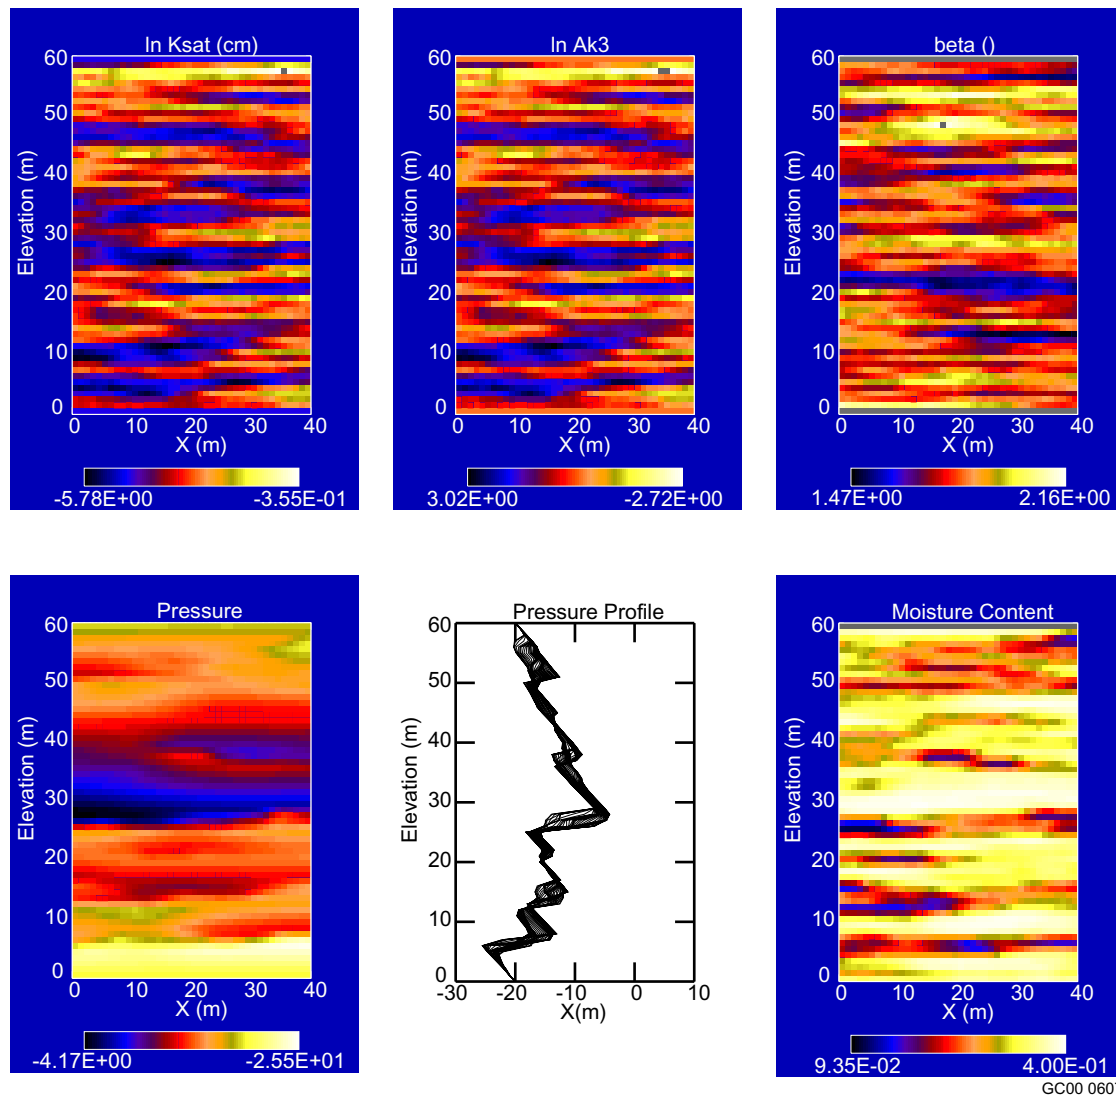 ln Ksat (cm)
60
50
40
30
20
10
0
Elevation (m)
0 10 20 30 40
X (m)
-5.78E+00 -3.55E-01
ln Ak3
60
50
40
30
20
10
0
Elevation (m)
0 10 20 30 40
X (m)
3.02E+00 -2.72E+00
beta ()
60
50
40
30
20
10
0
Elevation (m)
0 10 20 30 40
X (m)
1.47E+00 2.16E+00
Pressure
60
50
40
30
20
10
0
Elevation (m)
0 10 20 30 40
X (m)
-4.17E+00 -2.55E+01
Pressure Profile
60
50
40
30
20
10
0
Elevation (m)
-30 -20 -10 0 10
X(m)
Moisture Content
60
50
40
30
20
10
0
Elevation (m)
0 10 20 30 40
X (m)
9.35E-02 4.00E-01
GC00 0607